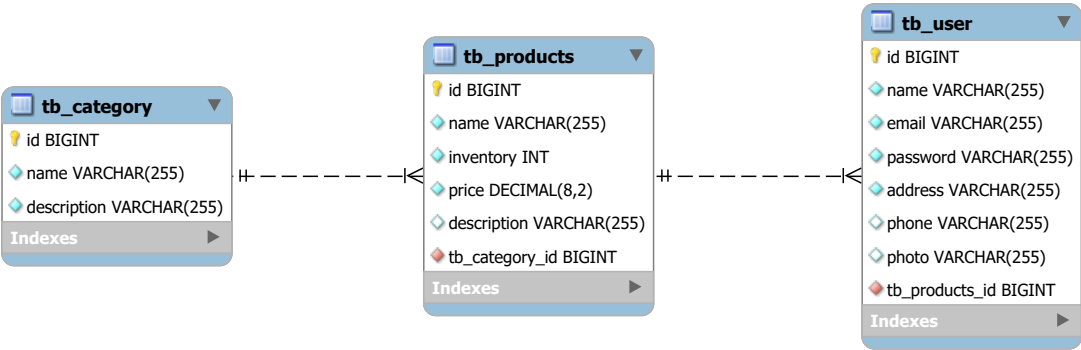 tb_category
id BIGINT
name VARCHAR(255)
description VARCHAR(255)
Indexes
tb_products
id BIGINT
name VARCHAR(255)
inventory INT
price DECIMAL(8,2)
description VARCHAR(255)
tb_category_id BIGINT
Indexes
tb_user
id BIGINT
name VARCHAR(255)
email VARCHAR(255)
password VARCHAR(255)
address VARCHAR(255)
phone VARCHAR(255)
photo VARCHAR(255)
tb_products_id BIGINT
Indexes